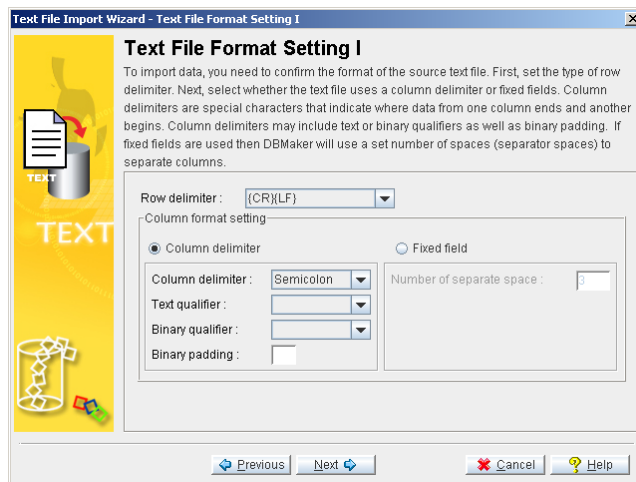 Text File Import Wizard - Text File Format Setting I
Text File Format Setting I
To import data, you need to confirm the format of the source text file. First, set the type of row
delimiter. Next, select whether the text file uses a column delimiter or fixed fields. Column
delimiters are special characters that indicate where data from one column ends and another
begins. Column delimiters may include text or binary qualifiers as well as binary padding. If
fixed fields are used then DBMaker will use a set number of spaces (separator spaces) to
separate columns.
TEXT
TEXT
Row delimiter : {CR}{LF}
Column format setting
Column delimiter
Fixed field
Column delimiter : Semicolon
Number of separate space : 3
Text qualifier :
Binary qualifier :
Binary padding :
Previous
Next
Cancel
Help